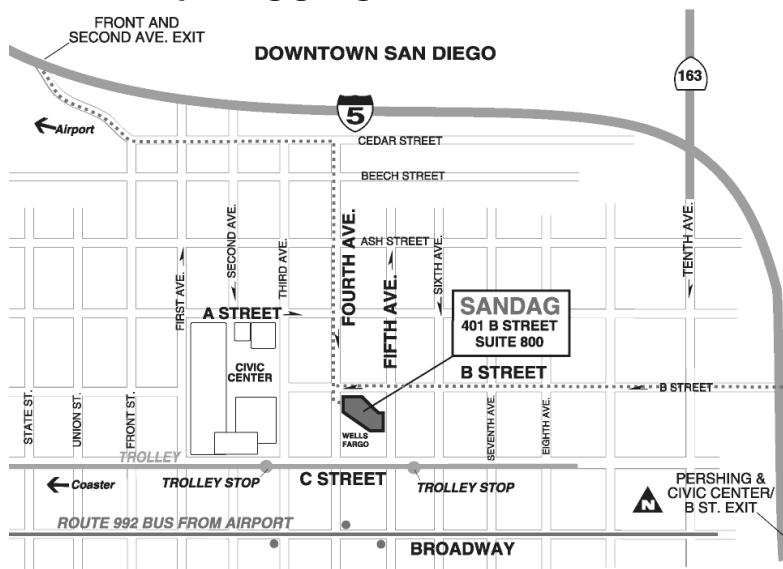 FRONT AND
SECOND AVE. EXIT
DOWNTOWN SAN DIEGO
163
5
Airport
CEDAR STREET
BEECH STREET
ASH STREET
FIRST AVE.
SECOND AVE.
THIRD AVE.
FOURTH AVE.
FIFTH AVE.
SIXTH AVE.
TENTH AVE.
A STREET
SANDAG
401 B STREET
SUITE 800
CIVIC
CENTER
B STREET
B STREET
STATE ST.
UNION ST.
FRONT ST.
WELLS
FARGO
SEVENTH AVE.
EIGHTH AVE.
TROLLEY
TROLLEY STOP
C STREET
TROLLEY STOP
Coaster
N
PERSHING &
CIVIC CENTER/
B ST. EXIT
ROUTE 992 BUS FROM AIRPORT
BROADWAY